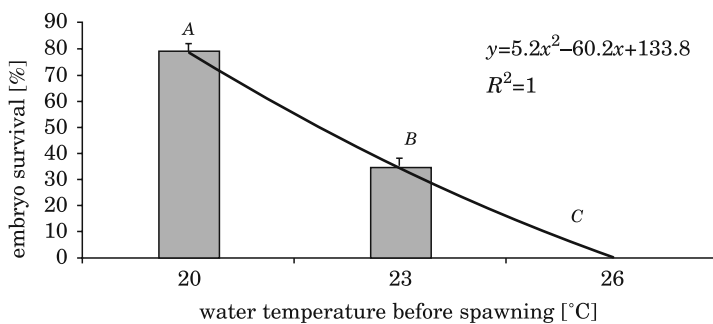 90
80
70
60
50
40
30
20
10
0
embryo survival [%]
A
B
C
y=5.2x²–60.2x+133.8
R²=1
20 23 26
water temperature before spawning [˚C]